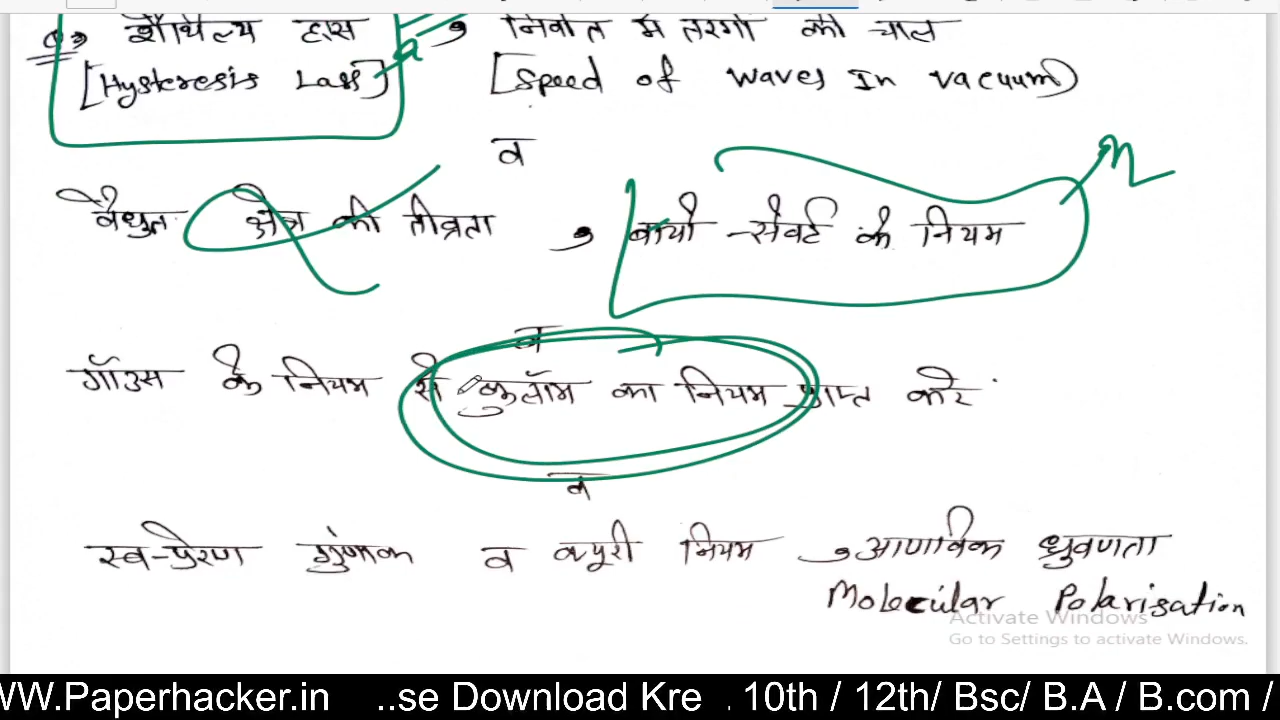 Q⇒ शैथिल्य ह्रास , निर्वात में तरंगों की चाल
[Hysteresis Lass] [Speed of waves In vacuum)
व
वैधुत क्षेत्र की तीव्रता , बायो-सेवर्ट के नियम
व
गॉउस के नियम से कुलॉम का नियम प्राप्त करें
व
स्व-प्रेरण गुणांक व क्यूरी नियम , आणविक ध्रुवणता
Molecular Polarisation
Activate Windows
Go to Settings to activate Windows.
WW.Paperhacker.in ..se Download Kre . 10th / 12th/ Bsc/ B.A / B.com /